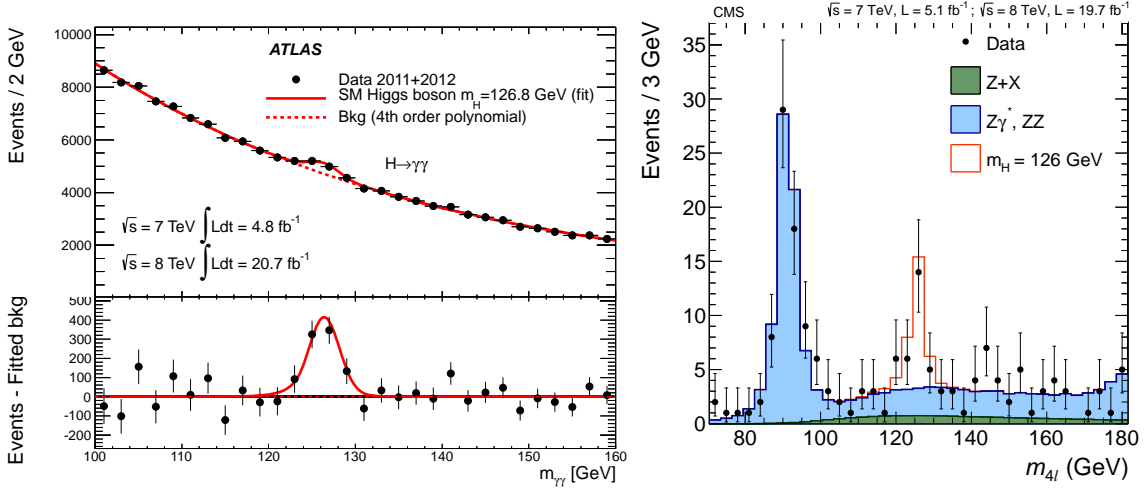 ATLAS
Data 2011+2012
SM Higgs boson m_H=126.8 GeV (fit)
Bkg (4th order polynomial)
H→γγ
√s = 7 TeV ∫Ldt = 4.8 fb⁻¹
√s = 8 TeV ∫Ldt = 20.7 fb⁻¹
Events / 2 GeV
10000
8000
6000
4000
2000
Events - Fitted bkg
500
400
300
200
100
0
-100
-200
100 110 120 130 140 150 160
m_γγ [GeV]
CMS √s = 7 TeV, L = 5.1 fb⁻¹ ; √s = 8 TeV, L = 19.7 fb⁻¹
Data
Z+X
Zγ*, ZZ
m_H = 126 GeV
Events / 3 GeV
35
30
25
20
15
10
5
0
80 100 120 140 160 180
m_4l (GeV)